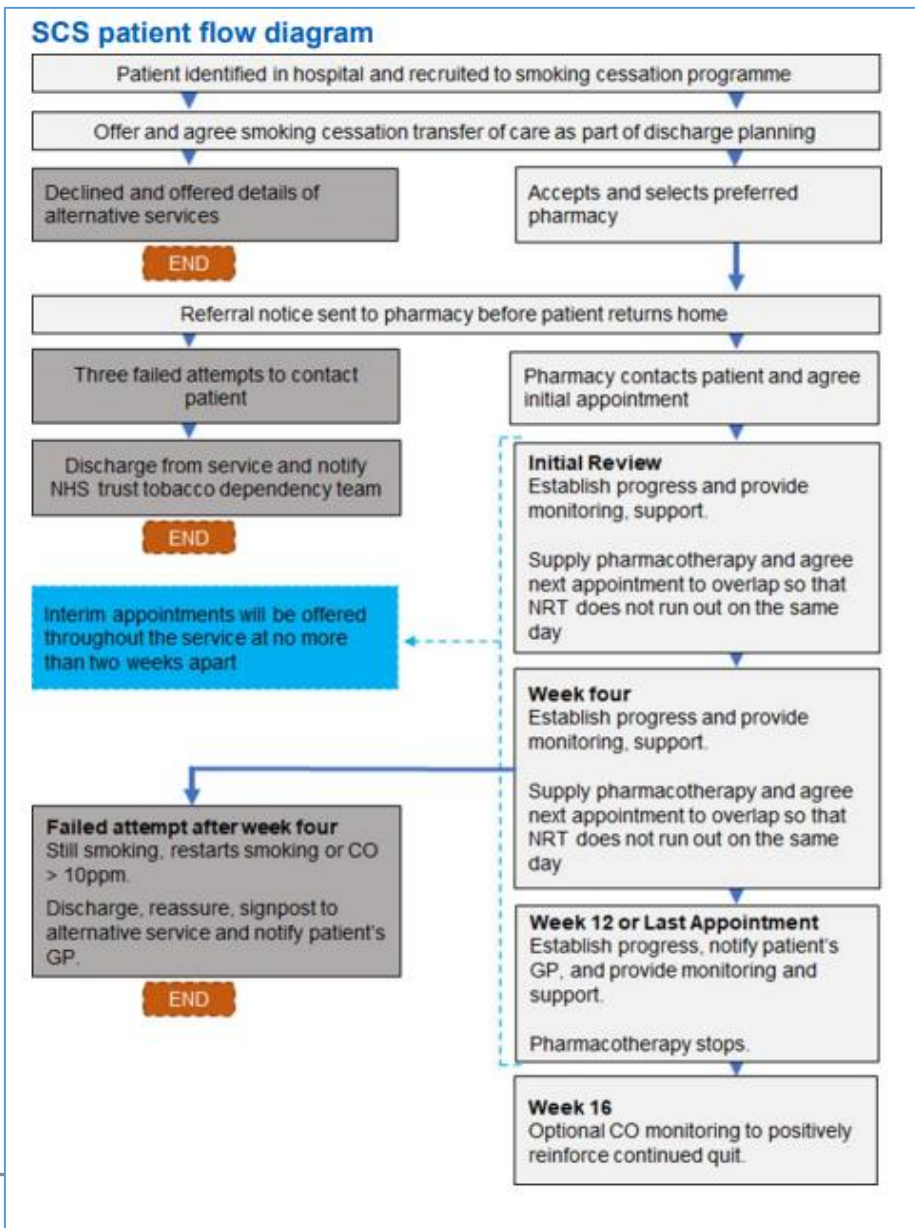 SCS patient flow diagram
Patient identified in hospital and recruited to smoking cessation programme
Offer and agree smoking cessation transfer of care as part of discharge planning
Declined and offered details of
alternative services
END
Accepts and selects preferred
pharmacy
Referral notice sent to pharmacy before patient returns home
Three failed attempts to contact
patient
Discharge from service and notify
NHS trust tobacco dependency team
END
Pharmacy contacts patient and agree
initial appointment
Initial Review
Establish progress and provide
monitoring, support.
Supply pharmacotherapy and agree
next appointment to overlap so that
NRT does not run out on the same
day
Interim appointments will be offered
throughout the service at no more
than two weeks apart
Week four
Establish progress and provide
monitoring, support.
Supply pharmacotherapy and agree
next appointment to overlap so that
NRT does not run out on the same
day
Failed attempt after week four
Still smoking, restarts smoking or CO
> 10ppm.
Discharge, reassure, signpost to
alternative service and notify patient's
GP.
END
Week 12 or Last Appointment
Establish progress, notify patient's
GP, and provide monitoring and
support.
Pharmacotherapy stops.
Week 16
Optional CO monitoring to positively
reinforce continued quit.